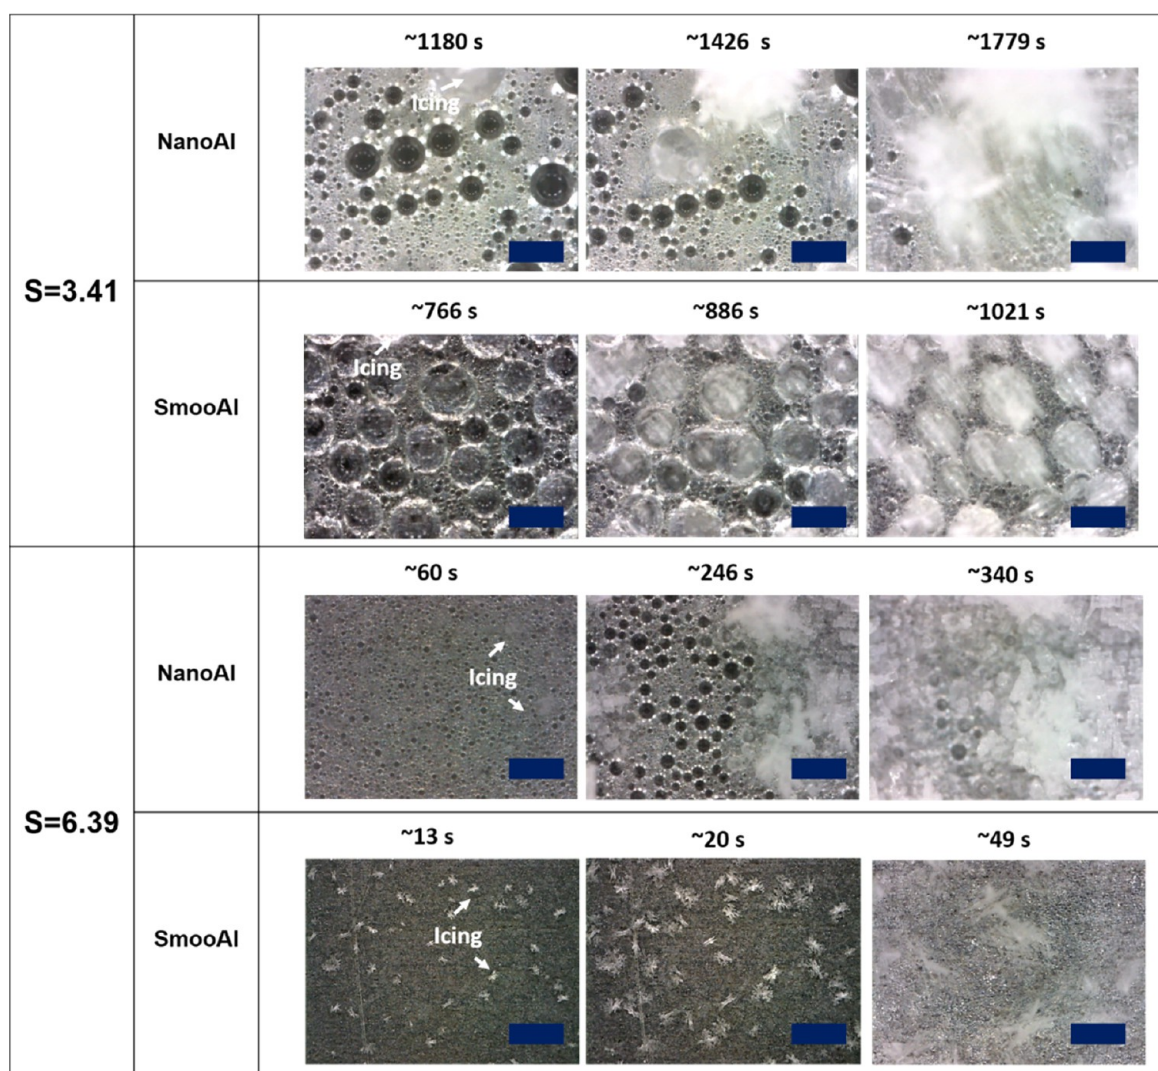 ~1180 s
~1426 s
~1779 s
NanoAl
Icing
S=3.41
~766 s
~886 s
~1021 s
SmooAl
Icing
~60 s
~246 s
~340 s
NanoAl
Icing
S=6.39
~13 s
~20 s
~49 s
SmooAl
Icing